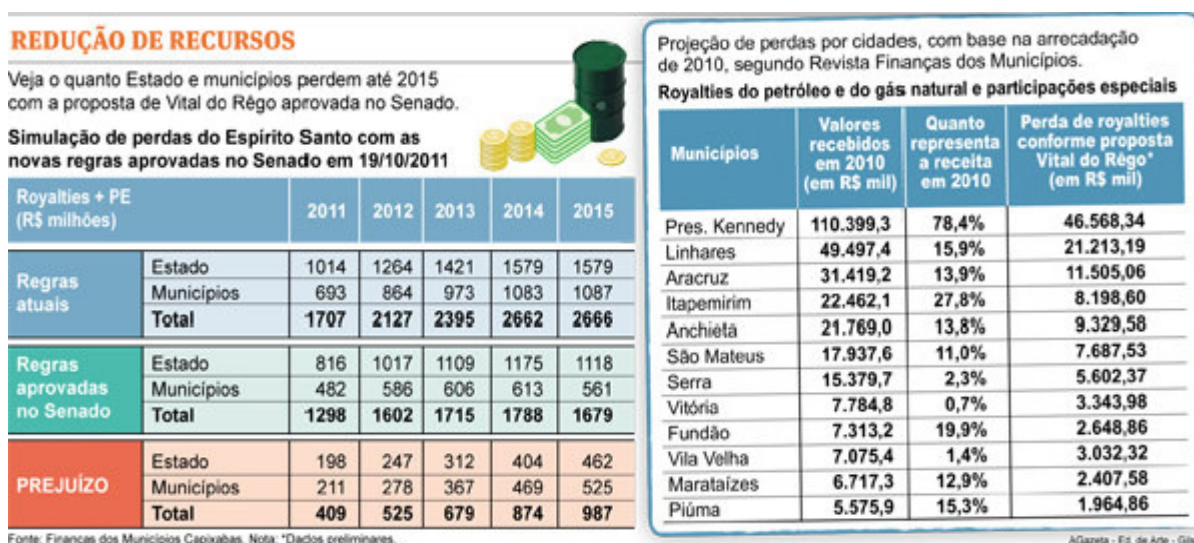 REDUÇÃO DE RECURSOS
Veja o quanto Estado e municípios perdem até 2015
com a proposta de Vital do Rêgo aprovada no Senado.
Simulação de perdas do Espírito Santo com as
novas regras aprovadas no Senado em 19/10/2011
Royalties + PE
(R$ milhões)
2011 2012 2013 2014 2015
Regras
atuais
Estado 1014 1264 1421 1579 1579
Municípios 693 864 973 1083 1087
Total 1707 2127 2395 2662 2666
Regras
aprovadas
no Senado
Estado 816 1017 1109 1175 1118
Municípios 482 586 606 613 561
Total 1298 1602 1715 1788 1679
PREJUÍZO
Estado 198 247 312 404 462
Municípios 211 278 367 469 525
Total 409 525 679 874 987
Fonte: Finanças dos Municípios Capixabas. Nota: *Dados preliminares.
Projeção de perdas por cidades, com base na arrecadação
de 2010, segundo Revista Finanças dos Municípios.
Royalties do petróleo e do gás natural e participações especiais
Municípios
Valores
recebidos
em 2010
(em R$ mil)
Quanto
representa
a receita
em 2010
Perda de royalties
conforme proposta
Vital do Rêgo*
(em R$ mil)
Pres. Kennedy 110.399,3 78,4% 46.568,34
Linhares 49.497,4 15,9% 21.213,19
Aracruz 31.419,2 13,9% 11.505,06
Itapemirim 22.462,1 27,8% 8.198,60
Anchieta 21.769,0 13,8% 9.329,58
São Mateus 17.937,6 11,0% 7.687,53
Serra 15.379,7 2,3% 5.602,37
Vitória 7.784,8 0,7% 3.343,98
Fundão 7.313,2 19,9% 2.648,86
Vila Velha 7.075,4 1,4% 3.032,32
Marataízes 6.717,3 12,9% 2.407,58
Piúma 5.575,9 15,3% 1.964,86
AGazeta - Ed. de Arte -